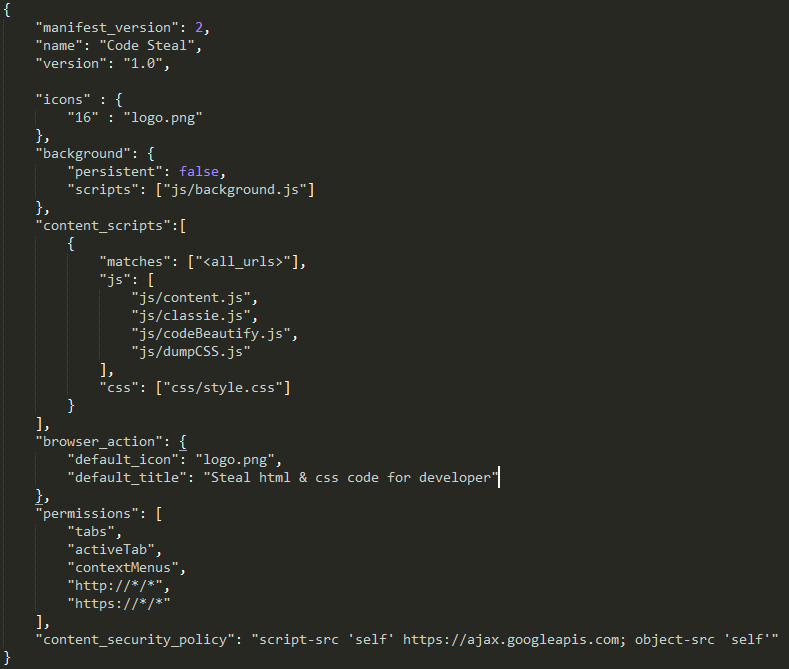 {
"manifest_version": 2,
"name": "Code Steal",
"version": "1.0",
"icons" : {
"16" : "logo.png"
},
"background": {
"persistent": false,
"scripts": ["js/background.js"]
},
"content_scripts":[
{
"matches": ["<all_urls>"],
"js": [
"js/content.js",
"js/classie.js",
"js/codeBeautify.js",
"js/dumpCSS.js"
],
"css": ["css/style.css"]
}
],
"browser_action": {
"default_icon": "logo.png",
"default_title": "Steal html & css code for developer"
},
"permissions": [
"tabs",
"activeTab",
"contextMenus",
"http://*/*",
"https://*/*"
],
"content_security_policy": "script-src 'self' https://ajax.googleapis.com; object-src 'self'"
}